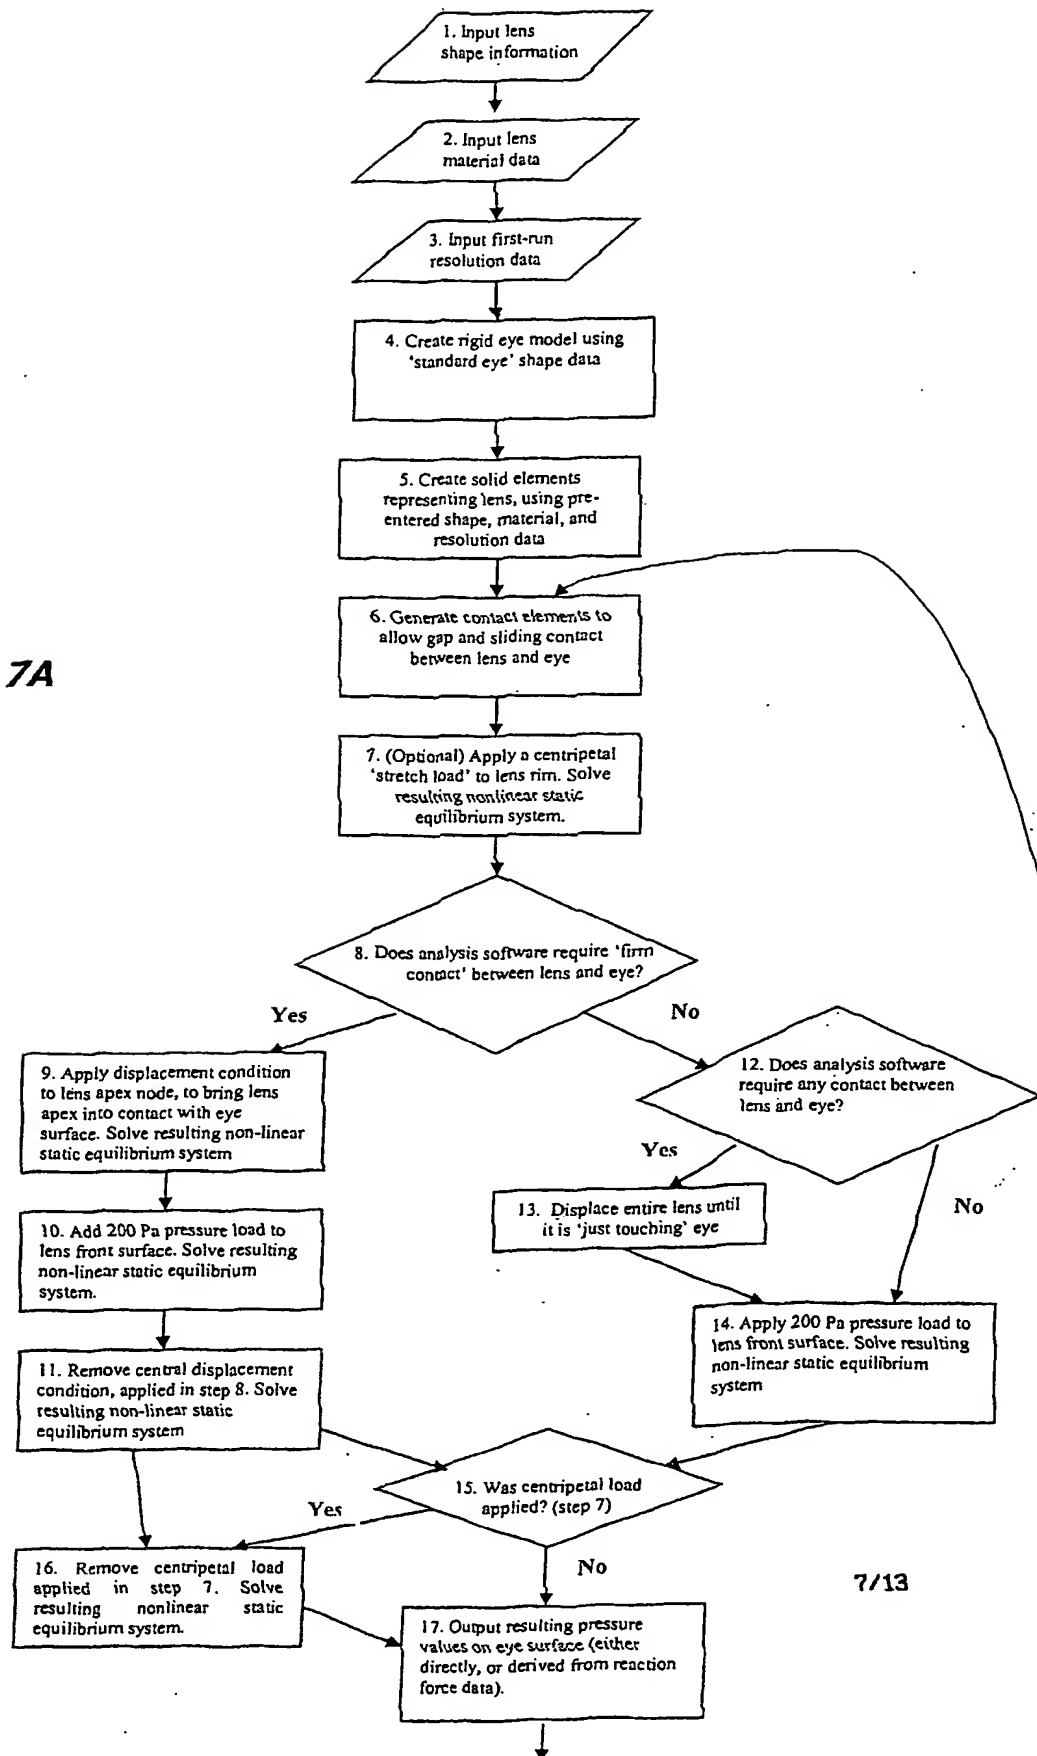 1. Input lens
shape information
2. Input lens
material data
3. Input first-run
resolution data
4. Create rigid eye model using
‘standard eye’ shape data
5. Create solid elements
representing lens, using pre-
entered shape, material, and
resolution data
6. Generate contact elements to
allow gap and sliding contact
between lens and eye
7A
7. (Optional) Apply a centripetal
‘stretch load’ to lens rim. Solve
resulting nonlinear static
equilibrium system.
8. Does analysis software require ‘firm
contact’ between lens and eye?
Yes
No
9. Apply displacement condition
to lens apex node, to bring lens
apex into contact with eye
surface. Solve resulting non-linear
static equilibrium system
12. Does analysis software
require any contact between
lens and eye?
Yes
No
13. Displace entire lens until
it is ‘just touching’ eye
10. Add 200 Pa pressure load to
lens front surface. Solve resulting
non-linear static equilibrium
system.
14. Apply 200 Pa pressure load to
lens front surface. Solve resulting
non-linear static equilibrium
system
11. Remove central displacement
condition, applied in step 8. Solve
resulting non-linear static
equilibrium system
15. Was centripetal load
applied? (step 7)
Yes
No
16. Remove centripetal load
applied in step 7. Solve
resulting nonlinear static
equilibrium system.
17. Output resulting pressure
values on eye surface (either
directly, or derived from reaction
force data).
7/13